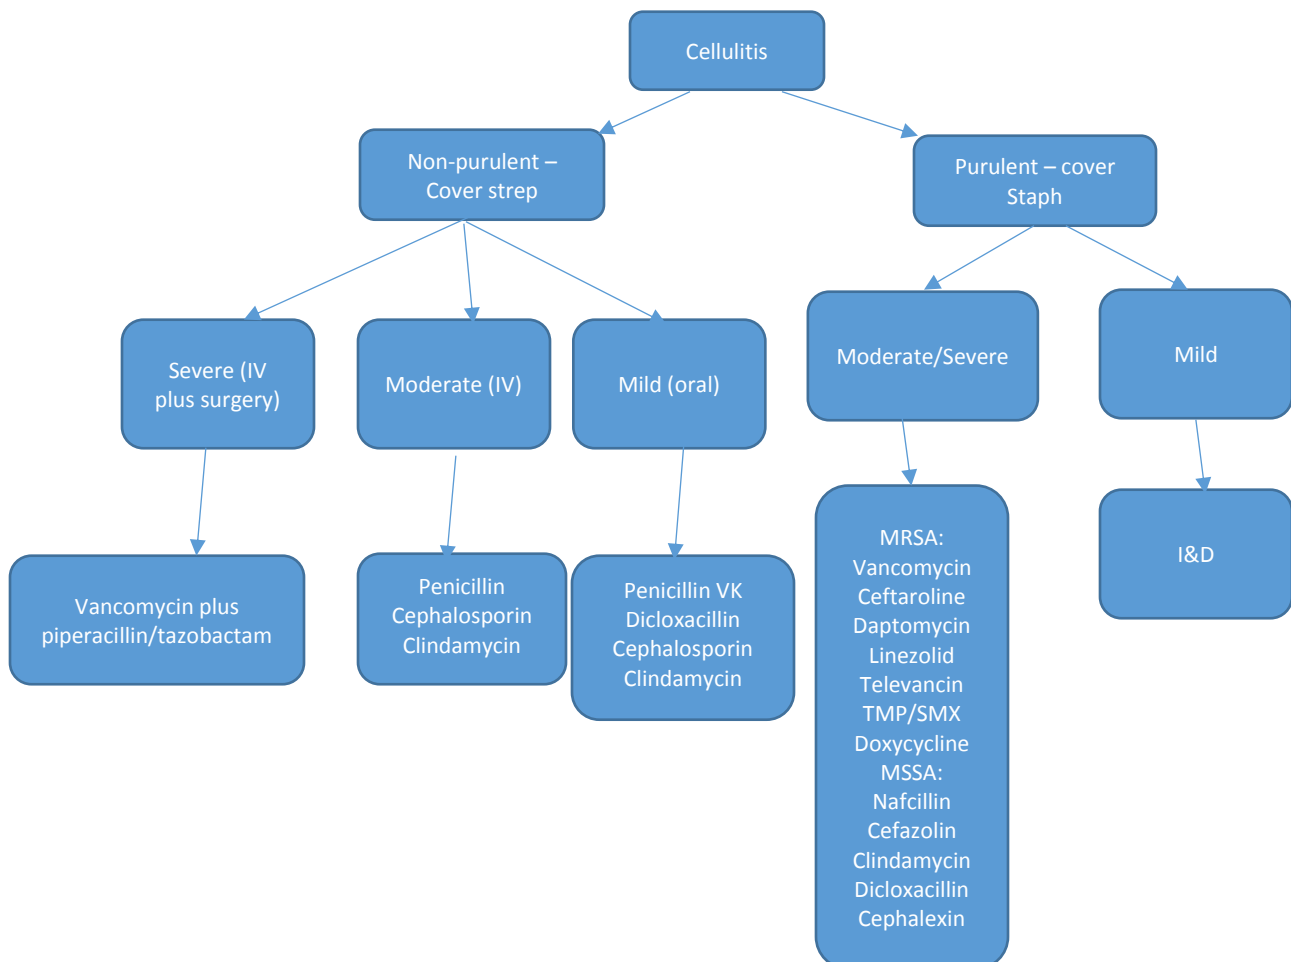 Cellulitis
Non-purulent –
Cover strep
Purulent – cover
Staph
Severe (IV
plus surgery)
Moderate (IV)
Mild (oral)
Moderate/Severe
Mild
Vancomycin plus
piperacillin/tazobactam
Penicillin
Cephalosporin
Clindamycin
Penicillin VK
Dicloxacillin
Cephalosporin
Clindamycin
MRSA:
Vancomycin
Ceftaroline
Daptomycin
Linezolid
Televancin
TMP/SMX
Doxycycline
MSSA:
Nafcillin
Cefazolin
Clindamycin
Dicloxacillin
Cephalexin
I&D